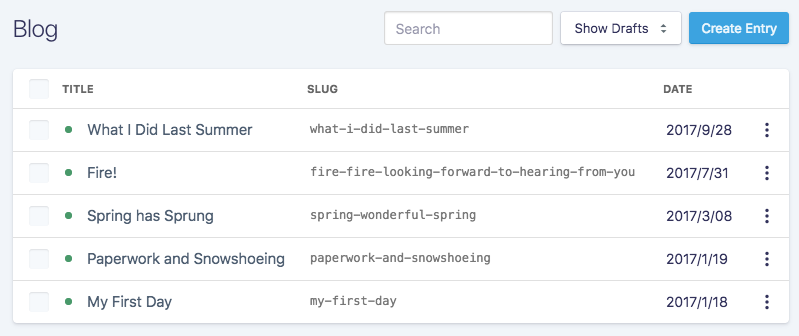 Blog Search Show Drafts Create Entry
TITLE SLUG DATE
What I Did Last Summer what-i-did-last-summer 2017/9/28
Fire! fire-fire-looking-forward-to-hearing-from-you 2017/7/31
Spring has Sprung spring-wonderful-spring 2017/3/08
Paperwork and Snowshoeing paperwork-and-snowshoeing 2017/1/19
My First Day my-first-day 2017/1/18